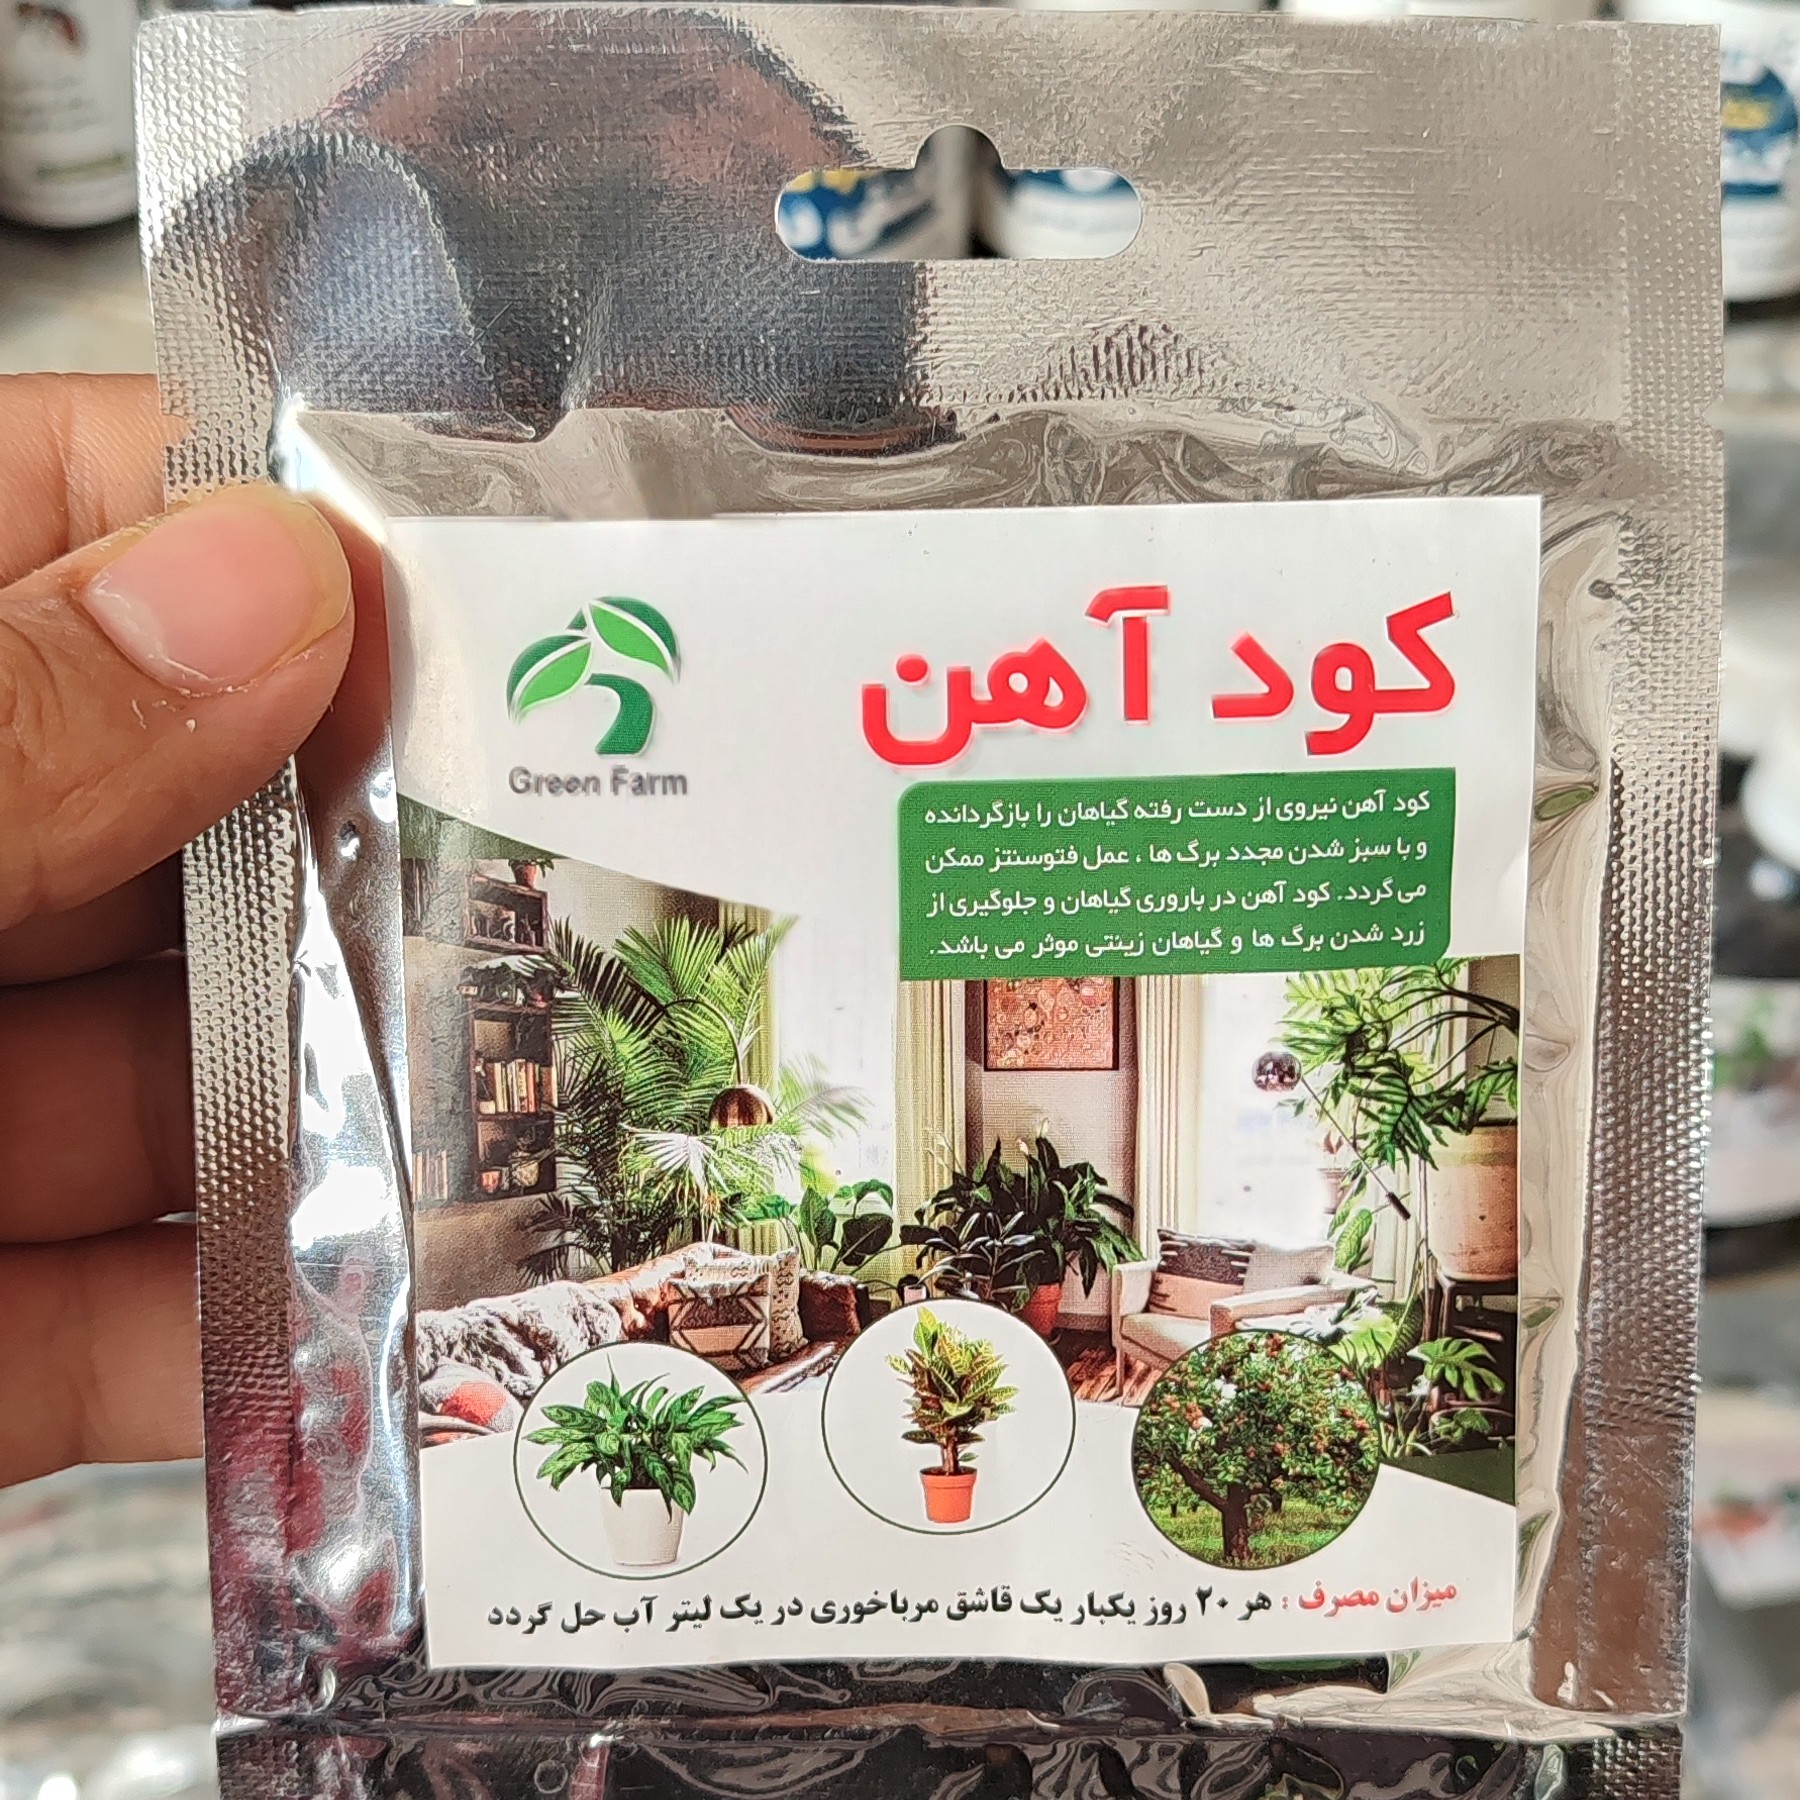 کود آهن
Green Farm
کود آهن نیروی از دست رفته گیاهان را بازگردانده
و با سبز شدن مجدد برگ ها ، عمل فتوسنتز ممکن
می گردد. کود آهن در باروری گیاهان و جلوگیری از
زرد شدن برگ ها و گیاهان زینتی موثر می باشد.
میزان مصرف : هر ۲۰ روز یکبار یک قاشق مرباخوری در یک لیتر آب حل گردد